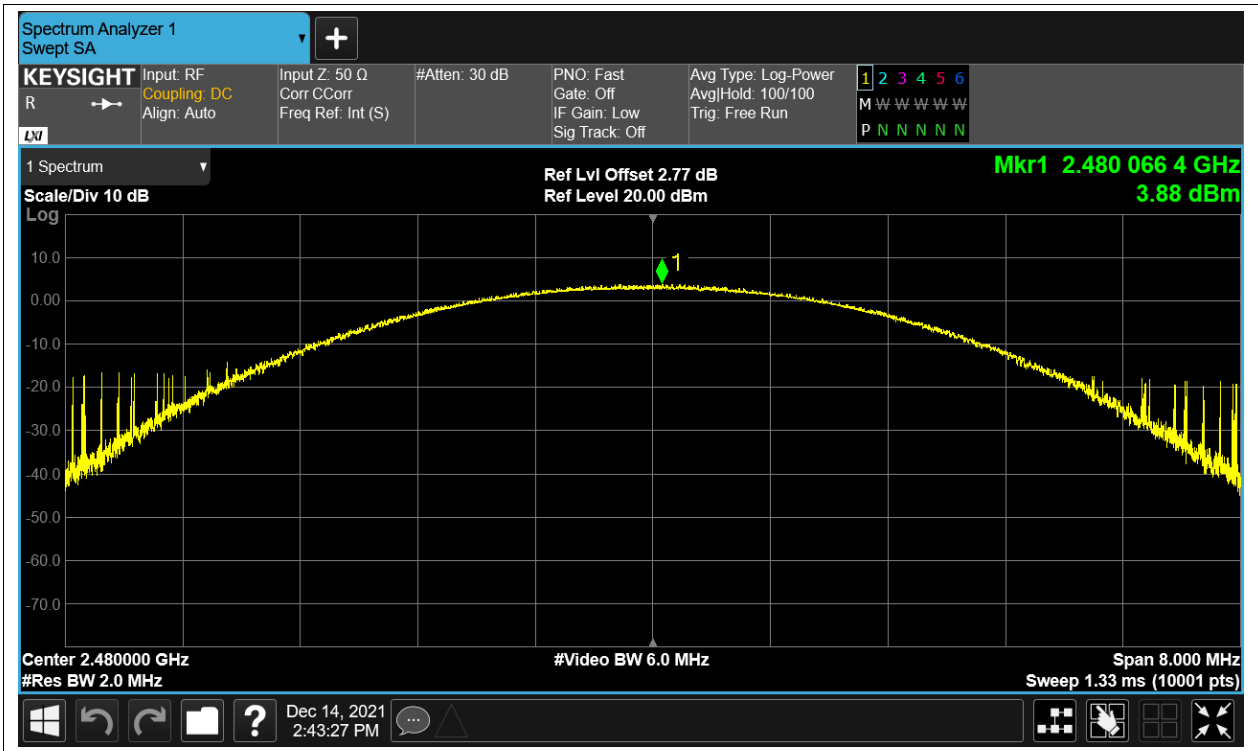 Spectrum Analyzer 1
Swept SA
KEYSIGHT
R
LXI
Input: RF
Coupling: DC
Align: Auto
Input Z: 50 Ω
Corr CCorr
Freq Ref: Int (S)
#Atten: 30 dB
PNO: Fast
Gate: Off
IF Gain: Low
Sig Track: Off
Avg Type: Log-Power
Avg|Hold: 100/100
Trig: Free Run
1 2 3 4 5 6
M W W W W W
P N N N N N
1 Spectrum
Scale/Div 10 dB
Log
Ref Lvl Offset 2.77 dB
Ref Level 20.00 dBm
Mkr1 2.480 066 4 GHz
3.88 dBm
1
10.0
0.00
-10.0
-20.0
-30.0
-40.0
-50.0
-60.0
-70.0
Center 2.480000 GHz
#Res BW 2.0 MHz
#Video BW 6.0 MHz
Span 8.000 MHz
Sweep 1.33 ms (10001 pts)
?
Dec 14, 2021
2:43:27 PM